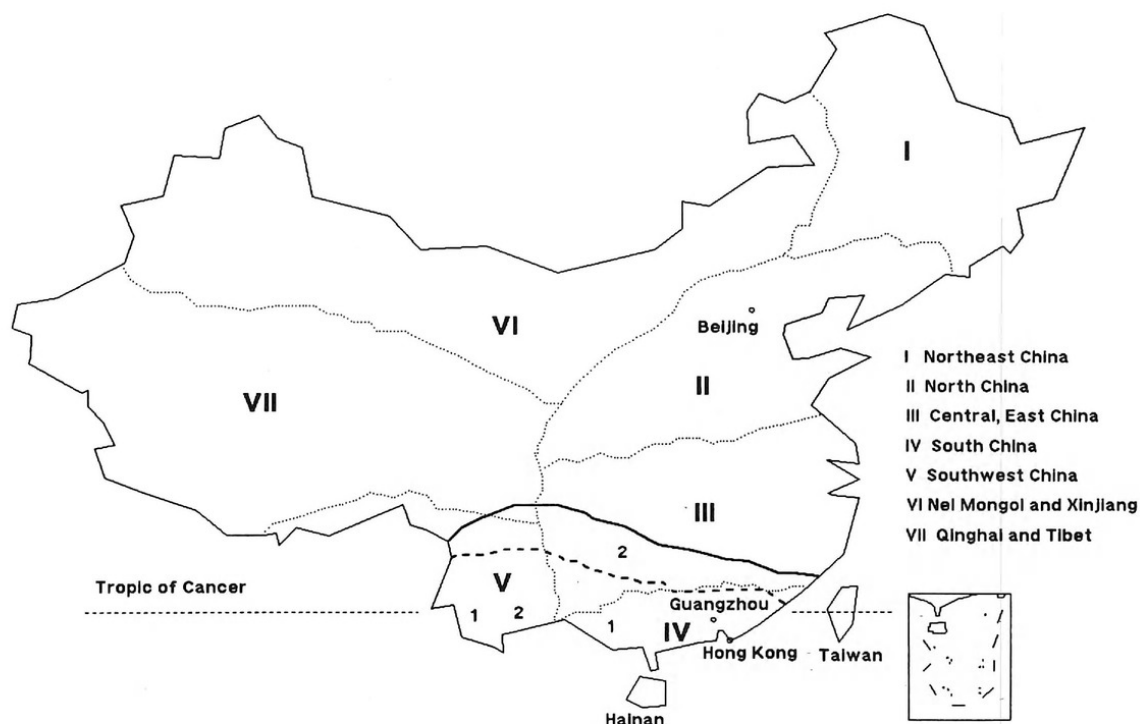 I
VI
Beijing
VII
II
I Northeast China
II North China
III Central, East China
IV South China
V Southwest China
VI Nei Mongol and Xinjiang
VII Qinghai and Tibet
III
2
V
Tropic of Cancer
1 2
1
IV
Guangzhou
Hong Kong
Taiwan
Hainan